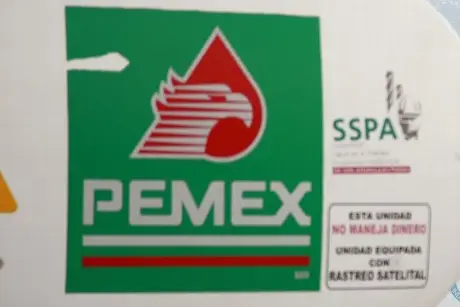 PEMEX
SSPA
ESTA UNIDAD
NO MANEJA DINERO
UNIDAD EQUIPADA
CON
RASTREO SATELITAL